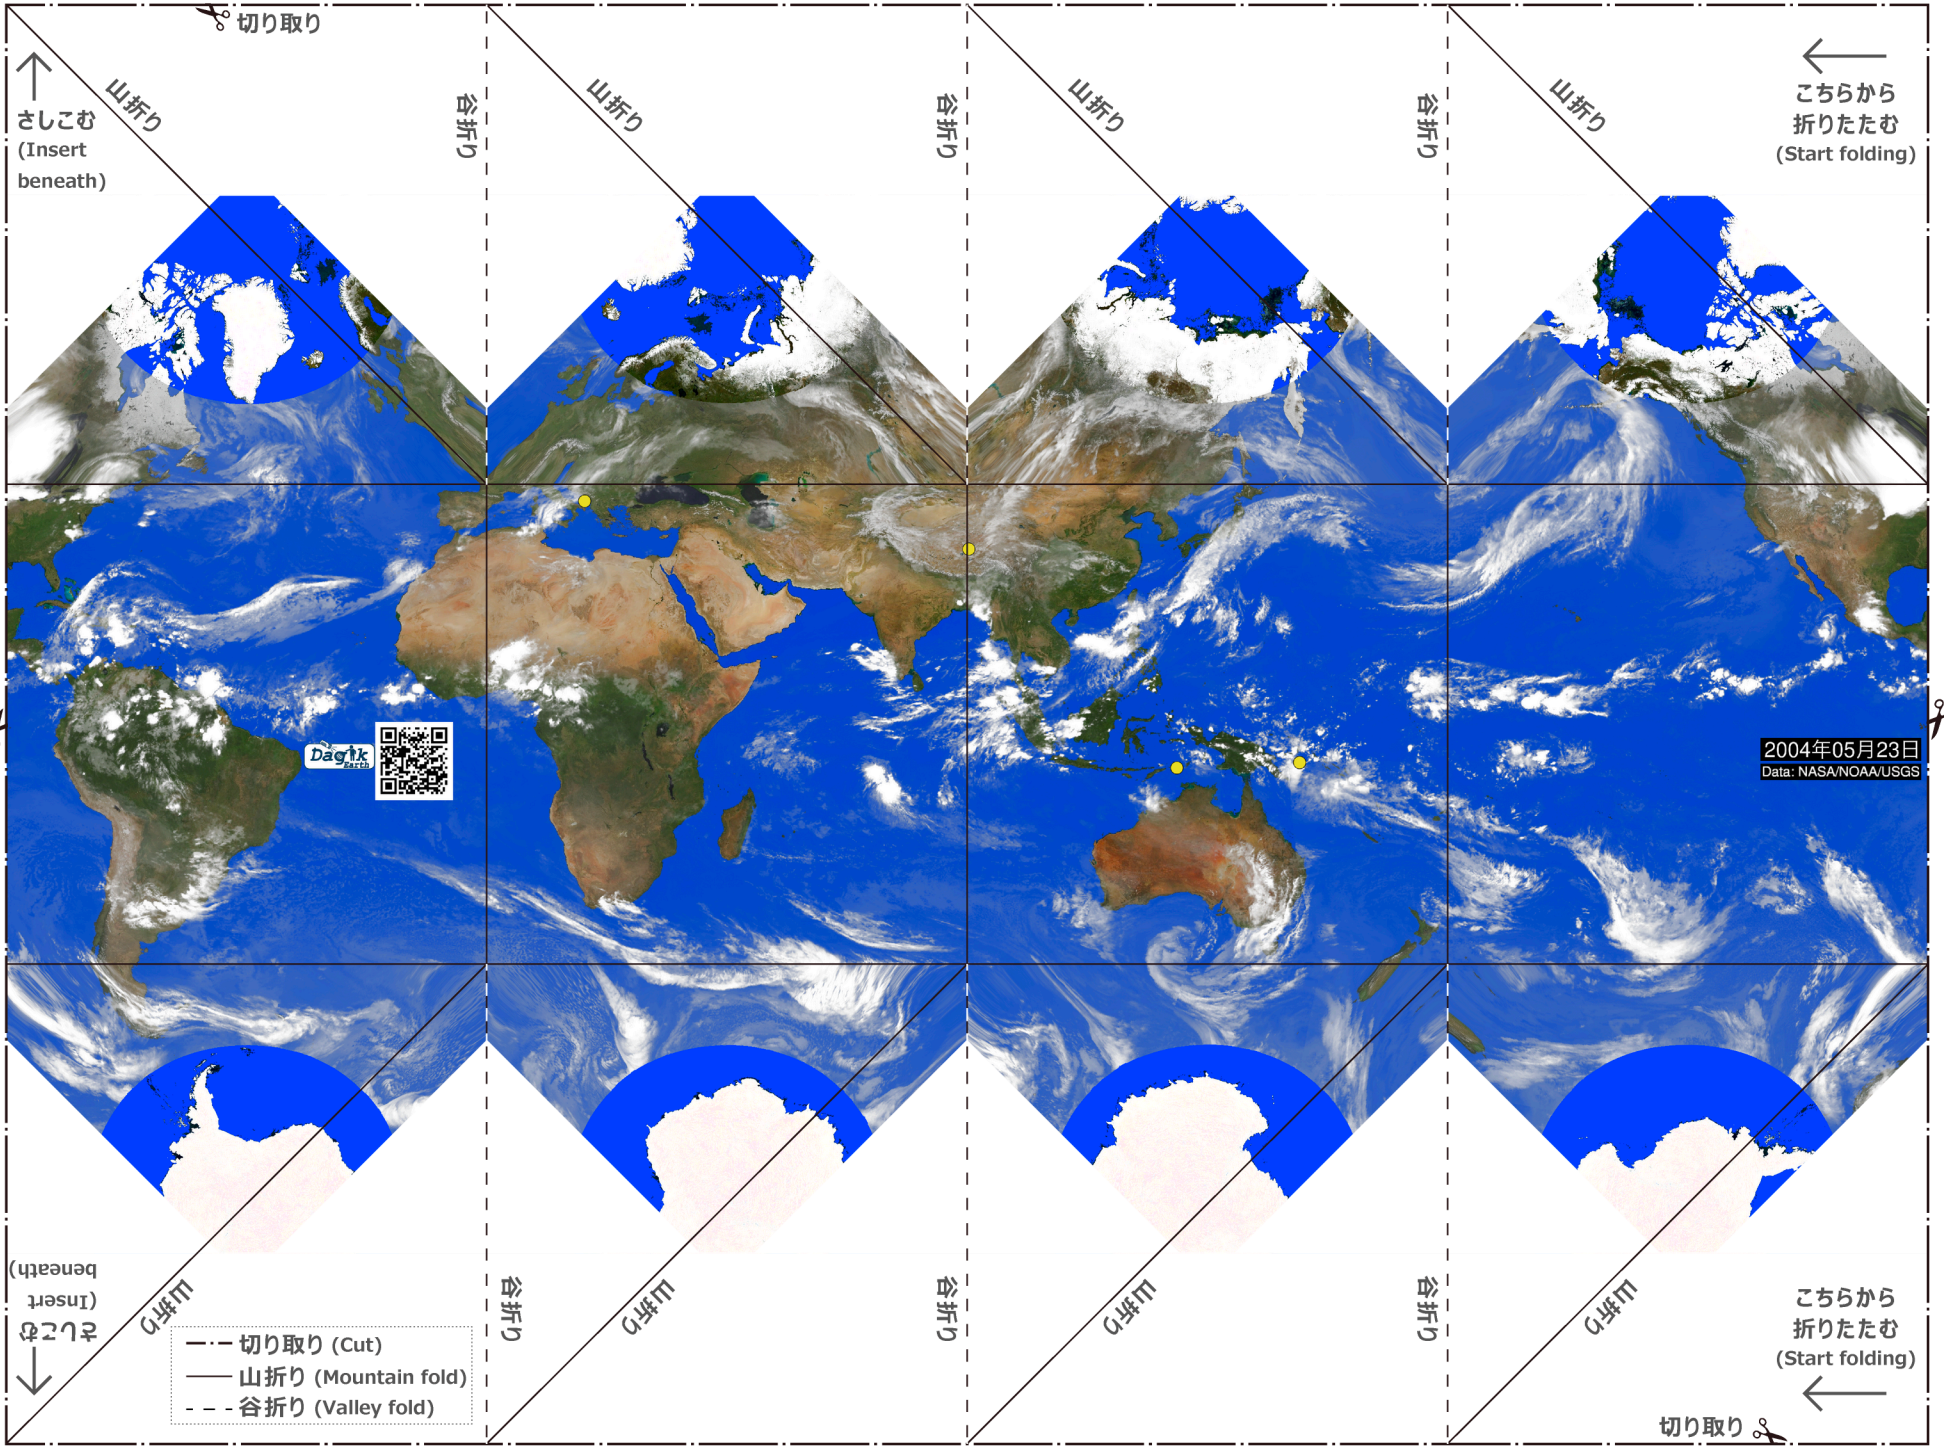 切り取り
さしこむ
(Insert
beneath)
山折り
谷折り
山折り
谷折り
山折り
谷折り
山折り
こちらから
折りたたむ
(Start folding)
Dagik
Earth
2004年05月23日
Data: NASA/NOAA/USGS
さしこむ
(Insert
beneath)
山折り
谷折り
山折り
谷折り
山折り
谷折り
山折り
こちらから
折りたたむ
(Start folding)
切り取り (Cut)
山折り (Mountain fold)
谷折り (Valley fold)
切り取り